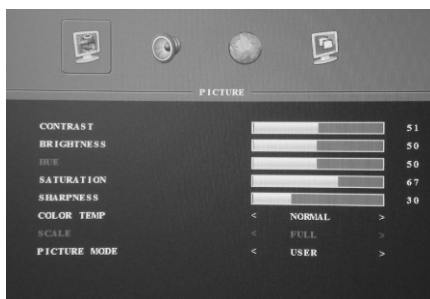 PICTURE
CONTRAST 51
BRIGHTNESS 50
HUE 50
SATURATION 67
SHARPNESS 30
COLOR TEMP < NORMAL >
SCALE < FULL >
PICTURE MODE < USER >